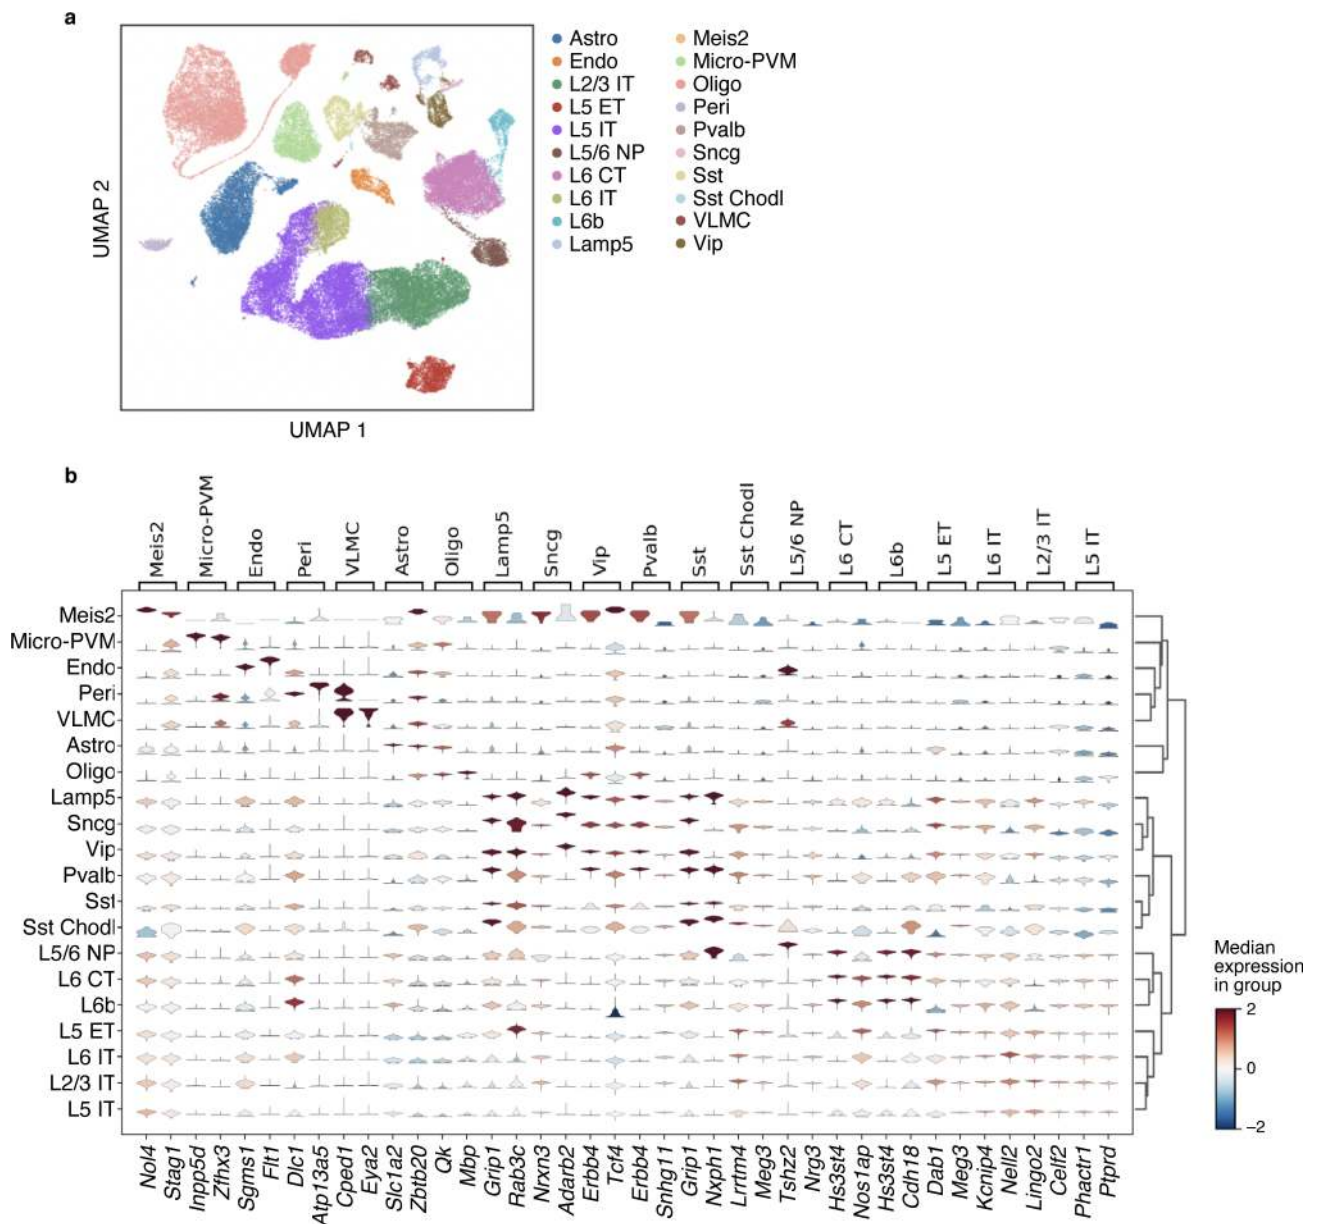 a
UMAP 2
UMAP 1
Astro
Endo
L2/3 IT
L5 ET
L5 IT
L5/6 NP
L6 CT
L6 IT
L6b
Lamp5
Meis2
Micro-PVM
Oligo
Peri
Pvalb
Sncg
Sst
Sst Chodl
VLMC
Vip
b
Meis2
Micro-PVM
Endo
Peri
VLMC
Astro
Oligo
Lamp5
Sncg
Vip
Pvalb
Sst
Sst Chodl
L5/6 NP
L6 CT
L6b
L5 ET
L6 IT
L2/3 IT
L5 IT
Meis2
Micro-PVM
Endo
Peri
VLMC
Astro
Oligo
Lamp5
Sncg
Vip
Pvalb
Sst
Sst Chodl
L5/6 NP
L6 CT
L6b
L5 ET
L6 IT
L2/3 IT
L5 IT
Nol4
Stag1
Inpp5d
Zfhx3
Sgms1
Flt1
Dlc1
Atp13a5
Cped1
Eya2
Slc1a2
Zbtb20
Qk
Mbp
Grip1
Rab3c
Nrxn3
Adarb2
Erbb4
Tcf4
Erbb4
Snhg11
Grip1
Nxph1
Lrrtm4
Meg3
Tshz2
Nrg3
Hs3st4
Nos1ap
Hs3st4
Cdh18
Dab1
Meg3
Kcnip4
Nell2
Lingo2
Celf2
Phactr1
Ptprd
Median
expression
in group
2
0
−2